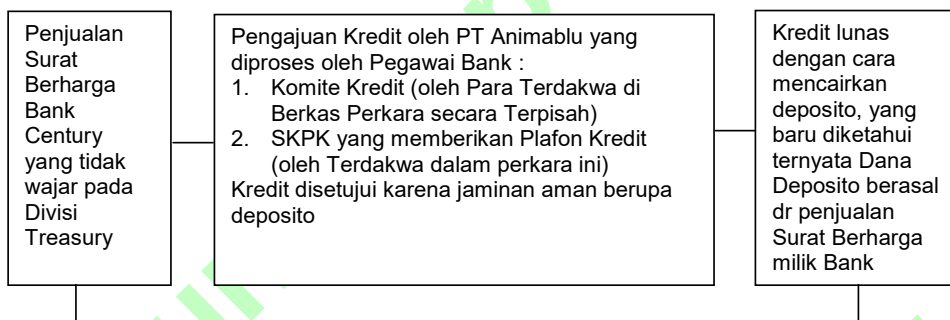 Penjualan
Surat
Berharga
Bank
Century
yang tidak
wajar pada
Divisi
Treasury
Pengajuan Kredit oleh PT Animablu yang
diproses oleh Pegawai Bank :
1. Komite Kredit (oleh Para Terdakwa di
Berkas Perkara secara Terpisah)
2. SKPK yang memberikan Plafon Kredit
(oleh Terdakwa dalam perkara ini)
Kredit disetujui karena jaminan aman berupa
deposito
Kredit lunas
dengan cara
mencairkan
deposito, yang
baru diketahui
ternyata Dana
Deposito berasal
dr penjualan
Surat Berharga
milik Bank